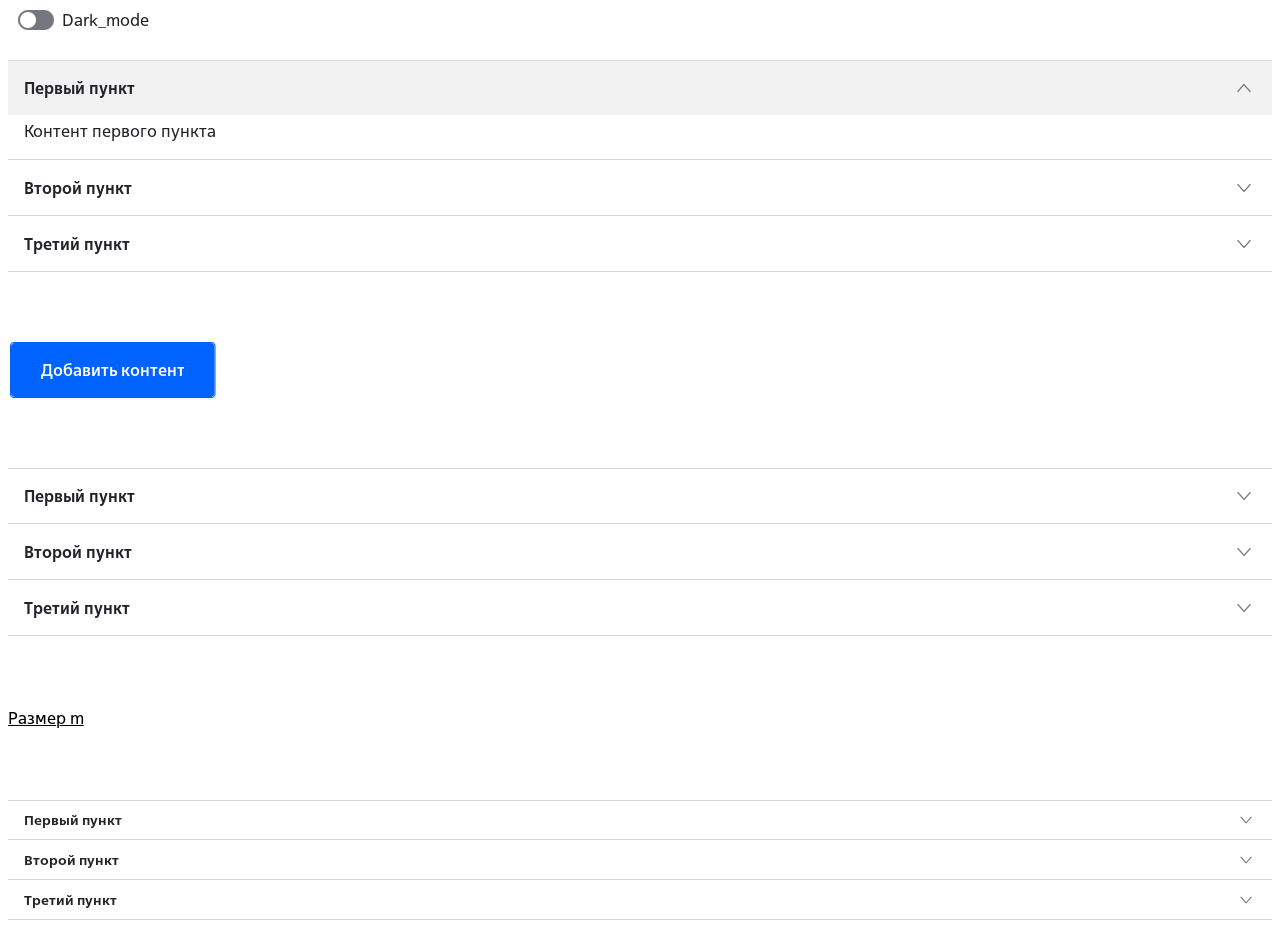 Dark_mode
Первый пункт
Контент первого пункта
Второй пункт
Третий пункт
Добавить контент
Первый пункт
Второй пункт
Третий пункт
Размер m
Первый пункт
Второй пункт
Третий пункт